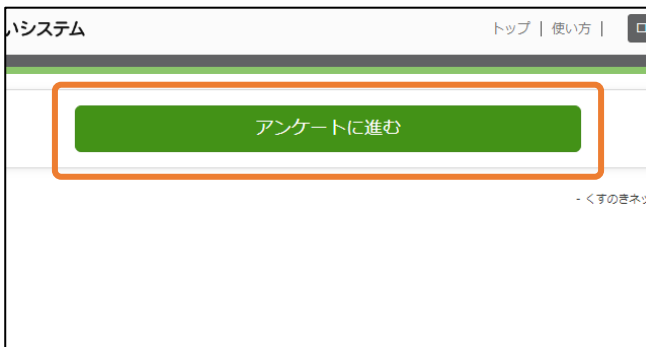 いシステム
トップ | 使い方 |
アンケートに進む
- くすのきネッ